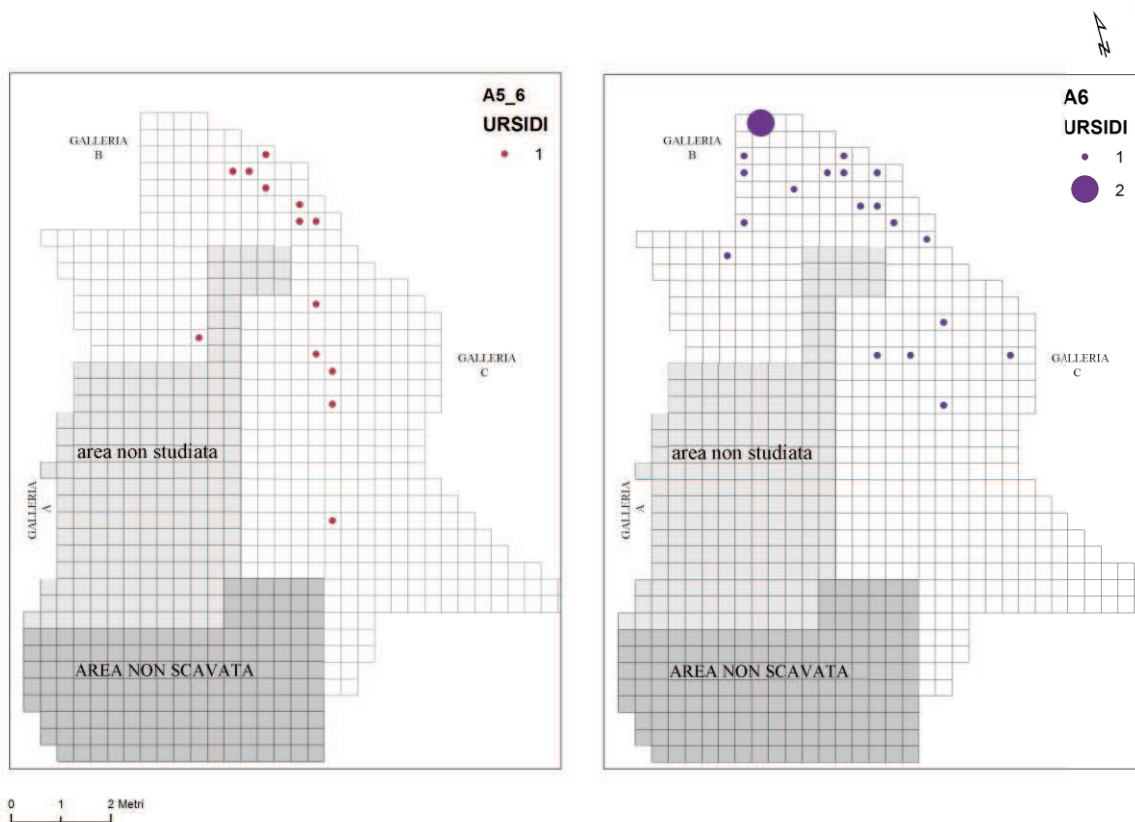 A5_6
URSIDI
1
GALLERIA
B
GALLERIA
C
area non studiata
GALLERIA
A
AREA NON SCAVATA
A6
URSIDI
1
2
GALLERIA
B
GALLERIA
C
area non studiata
GALLERIA
A
AREA NON SCAVATA
N
0 1 2 Metri